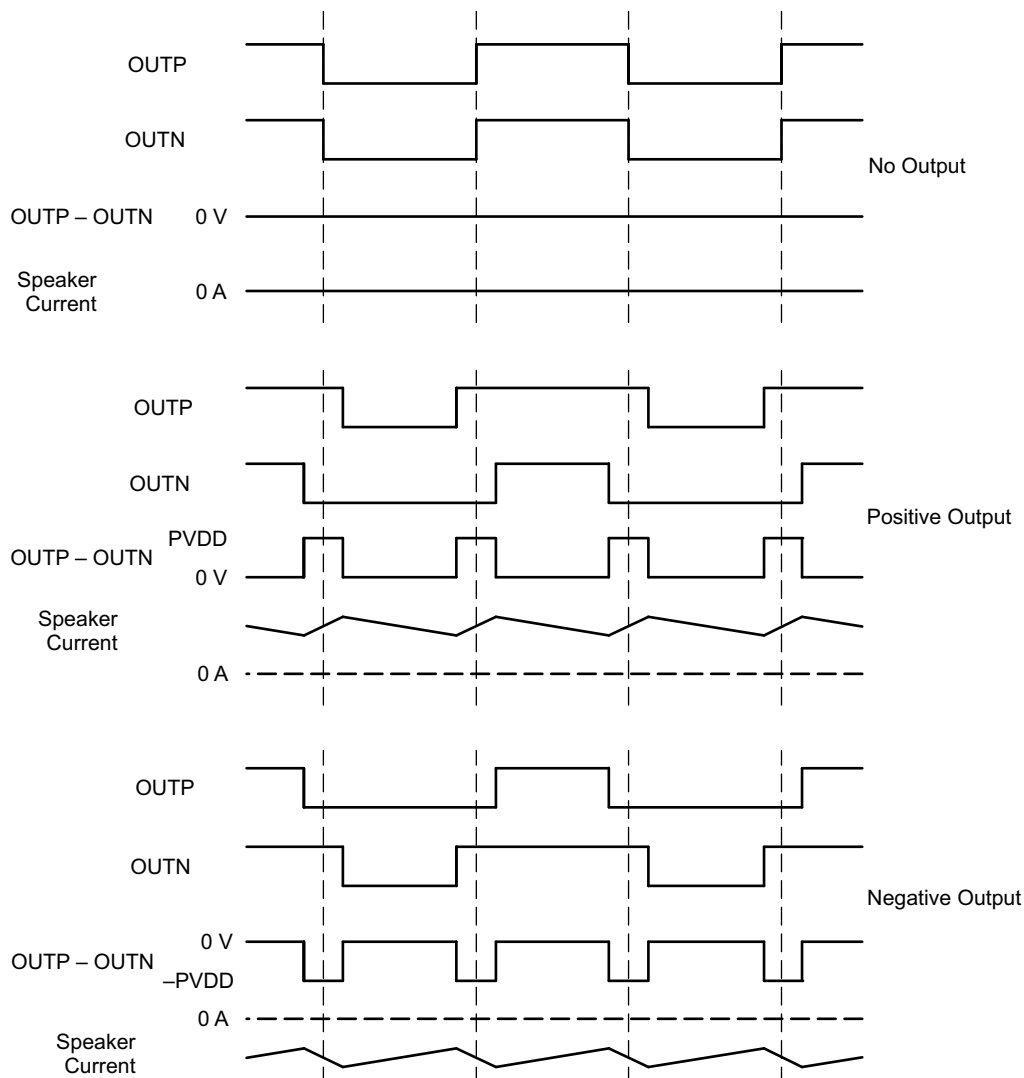 OUTP
OUTN
No Output
OUTP – OUTN 0 V
Speaker
Current 0 A
OUTP
OUTN
Positive Output
PVDD
OUTP – OUTN
0 V
Speaker
Current
0 A
OUTP
OUTN
Negative Output
0 V
OUTP – OUTN
–PVDD
0 A
Speaker
Current